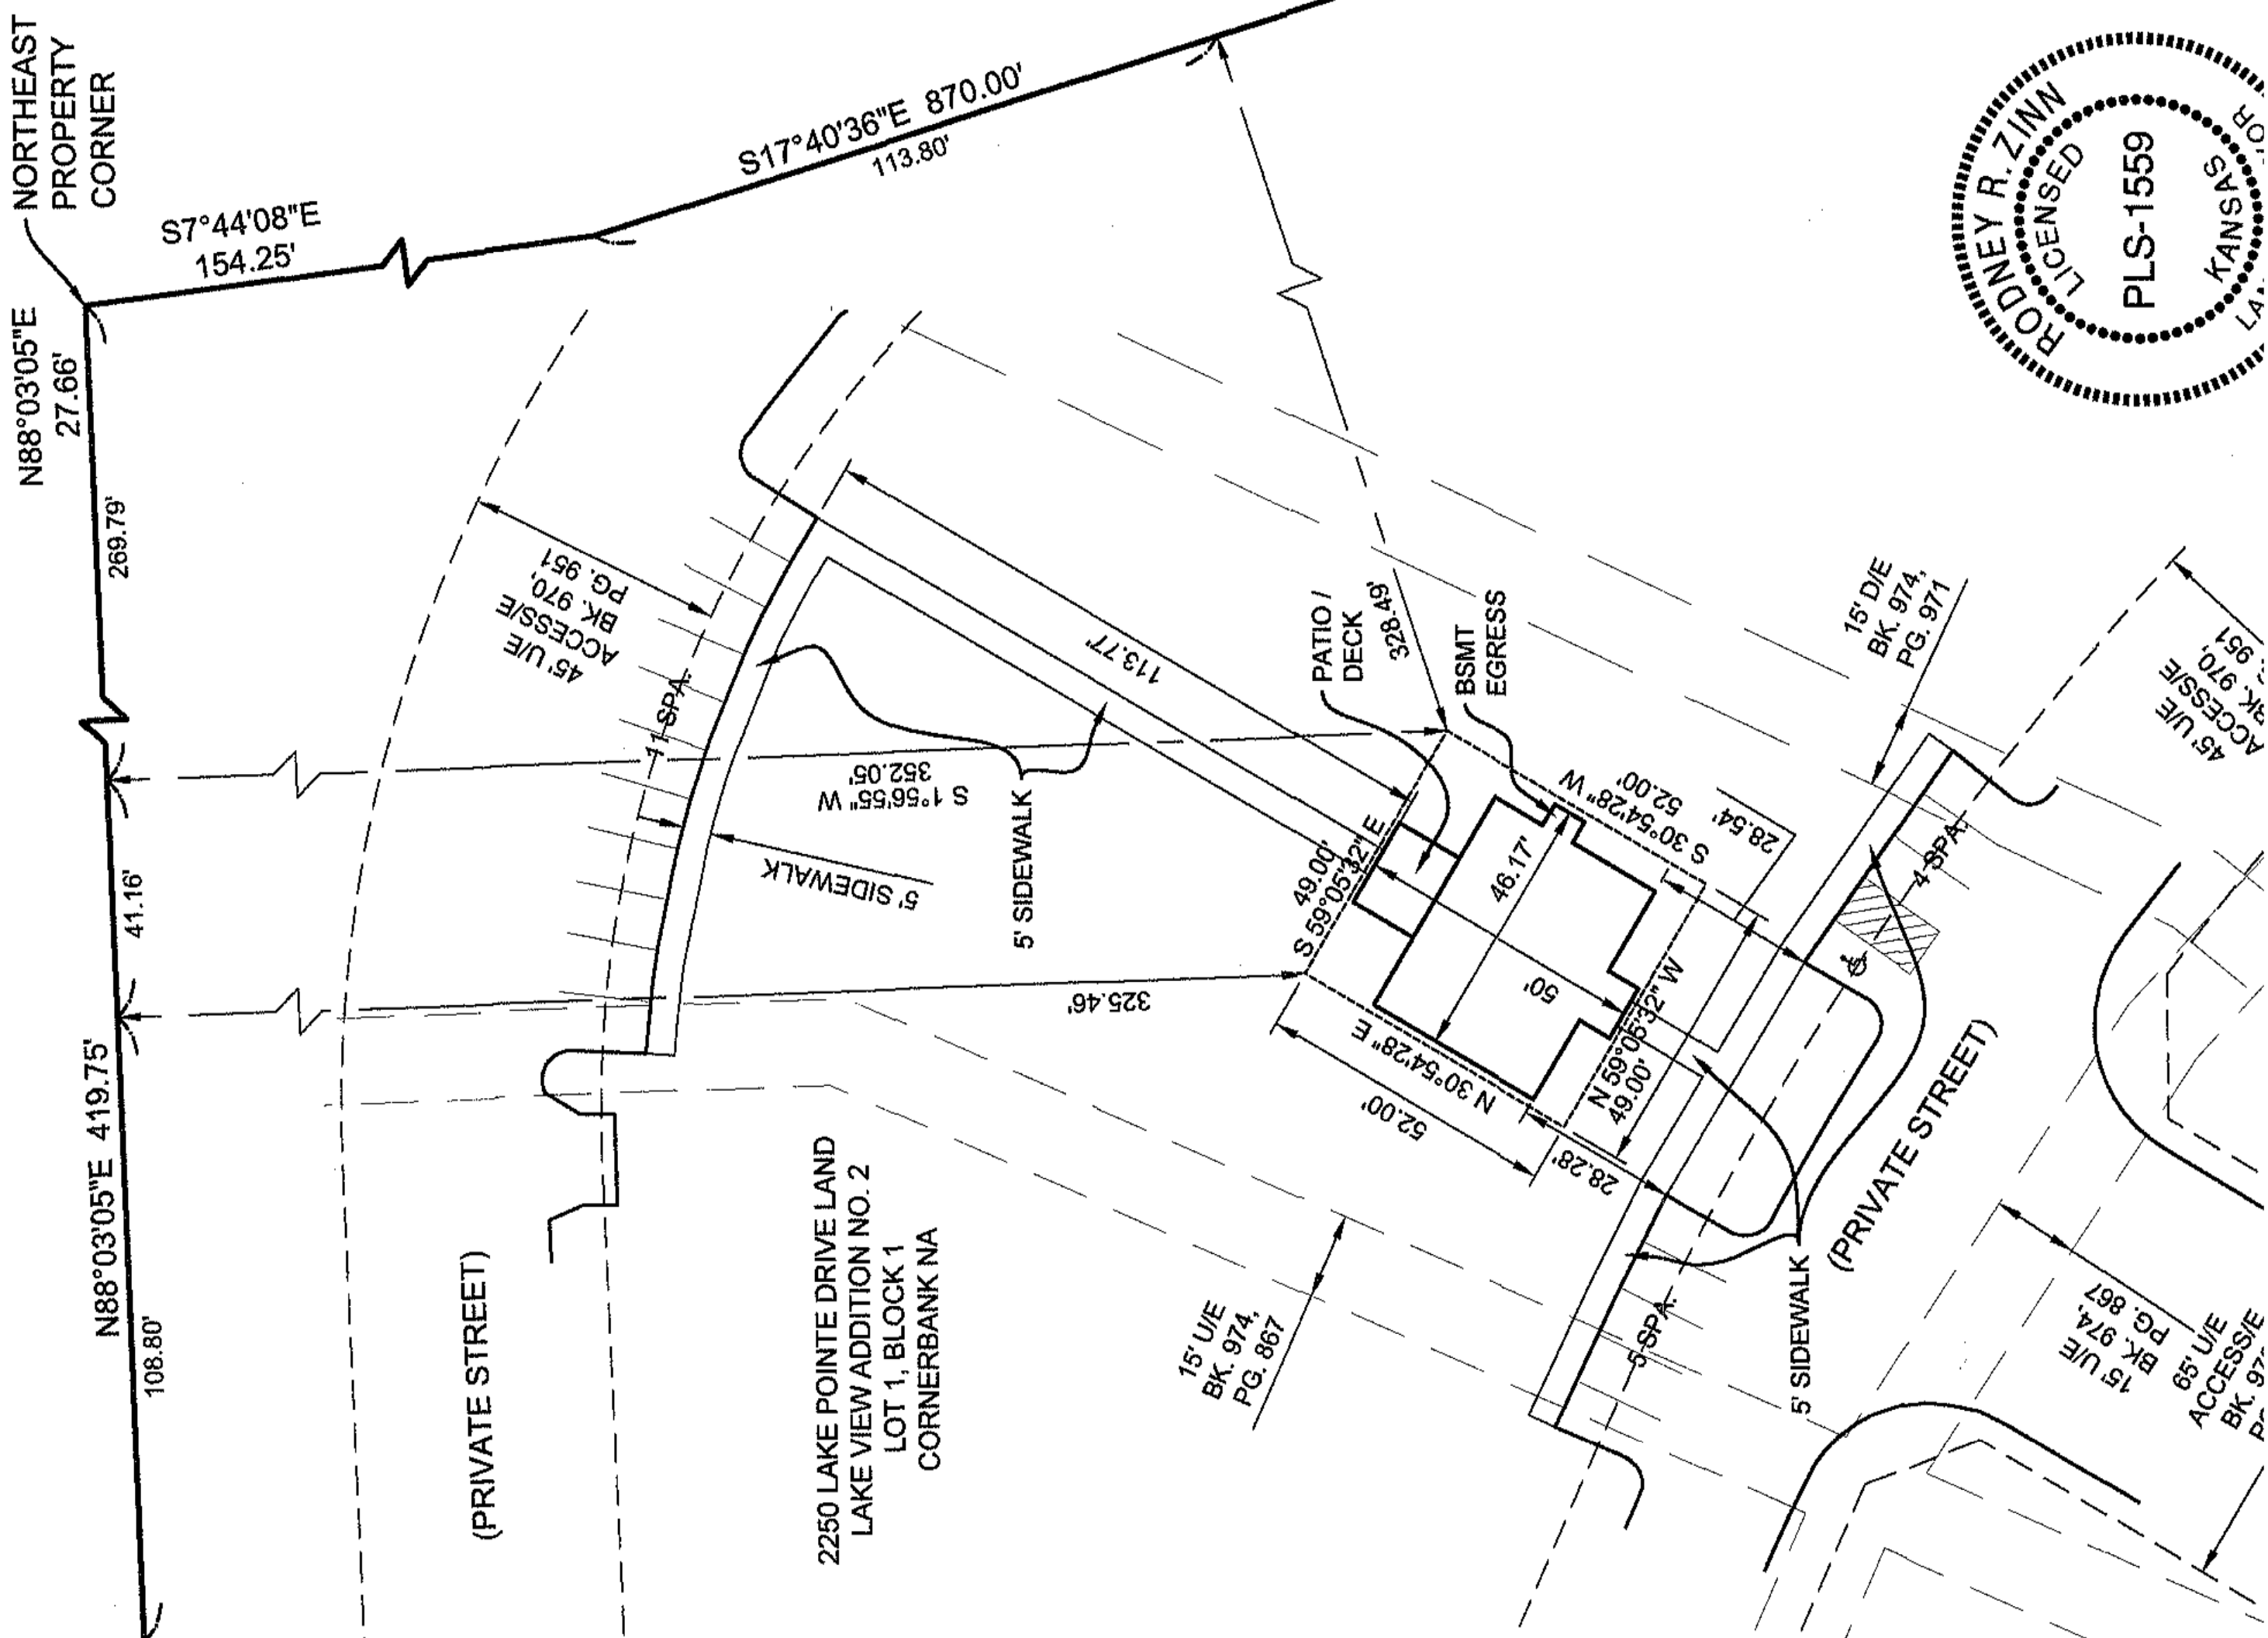 NORTHEAST
PROPERTY
CORNER
N88°03'05"E
27.66'
S7°44'08"E
154.25'
S17°40'36"E 870.00'
113.80'
269.79'
41.16'
N88°03'05"E 419.75'
108.80'
45' U/E
ACCESS/E
BK. 970,
PG. 951
11 SPA.
S 1°56'55" W
352.05'
5' SIDEWALK
5' SIDEWALK
325.46'
113.77'
PATIO /
DECK
328.49'
BSMT
EGRESS
49.00'
S 59°05'32" E
46.17'
50'
S 30°54'28" W
52.00'
28.54'
N 30°54'28" E
52.00'
N 59°05'32" W
49.00'
28.28'
15' D/E
BK. 974,
PG. 971
45' U/E
ACCESS/E
BK. 970,
951
4 SPA.
5 SPA.
5' SIDEWALK
(PRIVATE STREET)
(PRIVATE STREET)
2250 LAKE POINTE DRIVE LAND
LAKE VIEW ADDITION NO. 2
LOT 1, BLOCK 1
CORNERBANK NA
15' U/E
BK. 974,
PG. 867
15' U/E
BK. 974,
PG. 867
65' U/E
ACCESS/E
RODNEY R. ZINN
LICENSED
PLS-1559
KANSAS